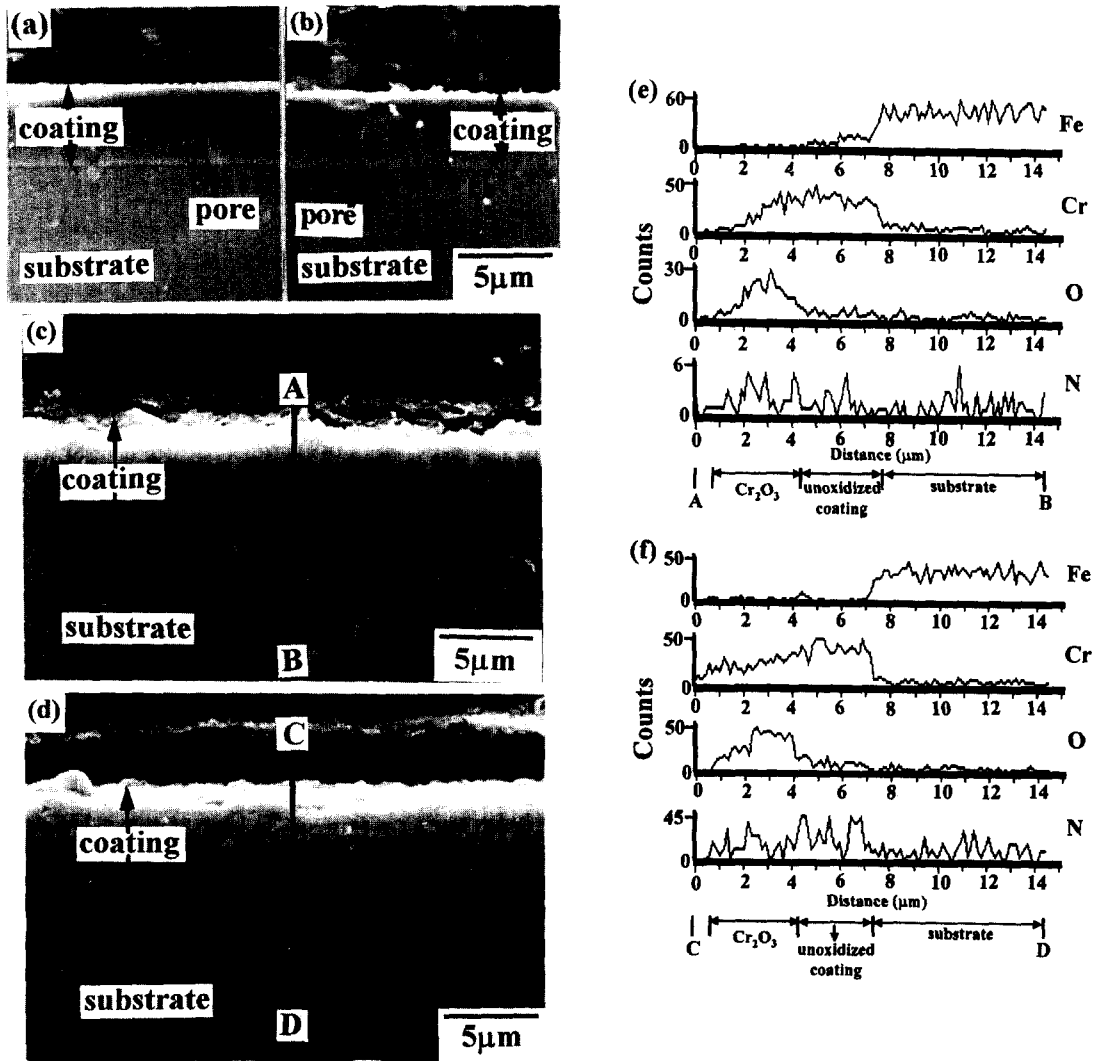 (a)
(b)
coating
coating
pore
pore
substrate
substrate
5μm
(c)
A
coating
substrate
B
5μm
(d)
C
coating
substrate
D
5μm
(e)
Counts
60
0
Fe
0 2 4 6 8 10 12 14
50
0
Cr
0 2 4 6 8 10 12 14
30
0
O
0 2 4 6 8 10 12 14
6
0
N
0 2 4 6 8 10 12 14
Distance (μm)
A
Cr₂O₃
unoxidized
coating
substrate
B
(f)
Counts
50
0
Fe
0 2 4 6 8 10 12 14
50
0
Cr
0 2 4 6 8 10 12 14
50
0
O
0 2 4 6 8 10 12 14
45
0
N
0 2 4 6 8 10 12 14
Distance (μm)
C
Cr₂O₃
unoxidized
coating
substrate
D